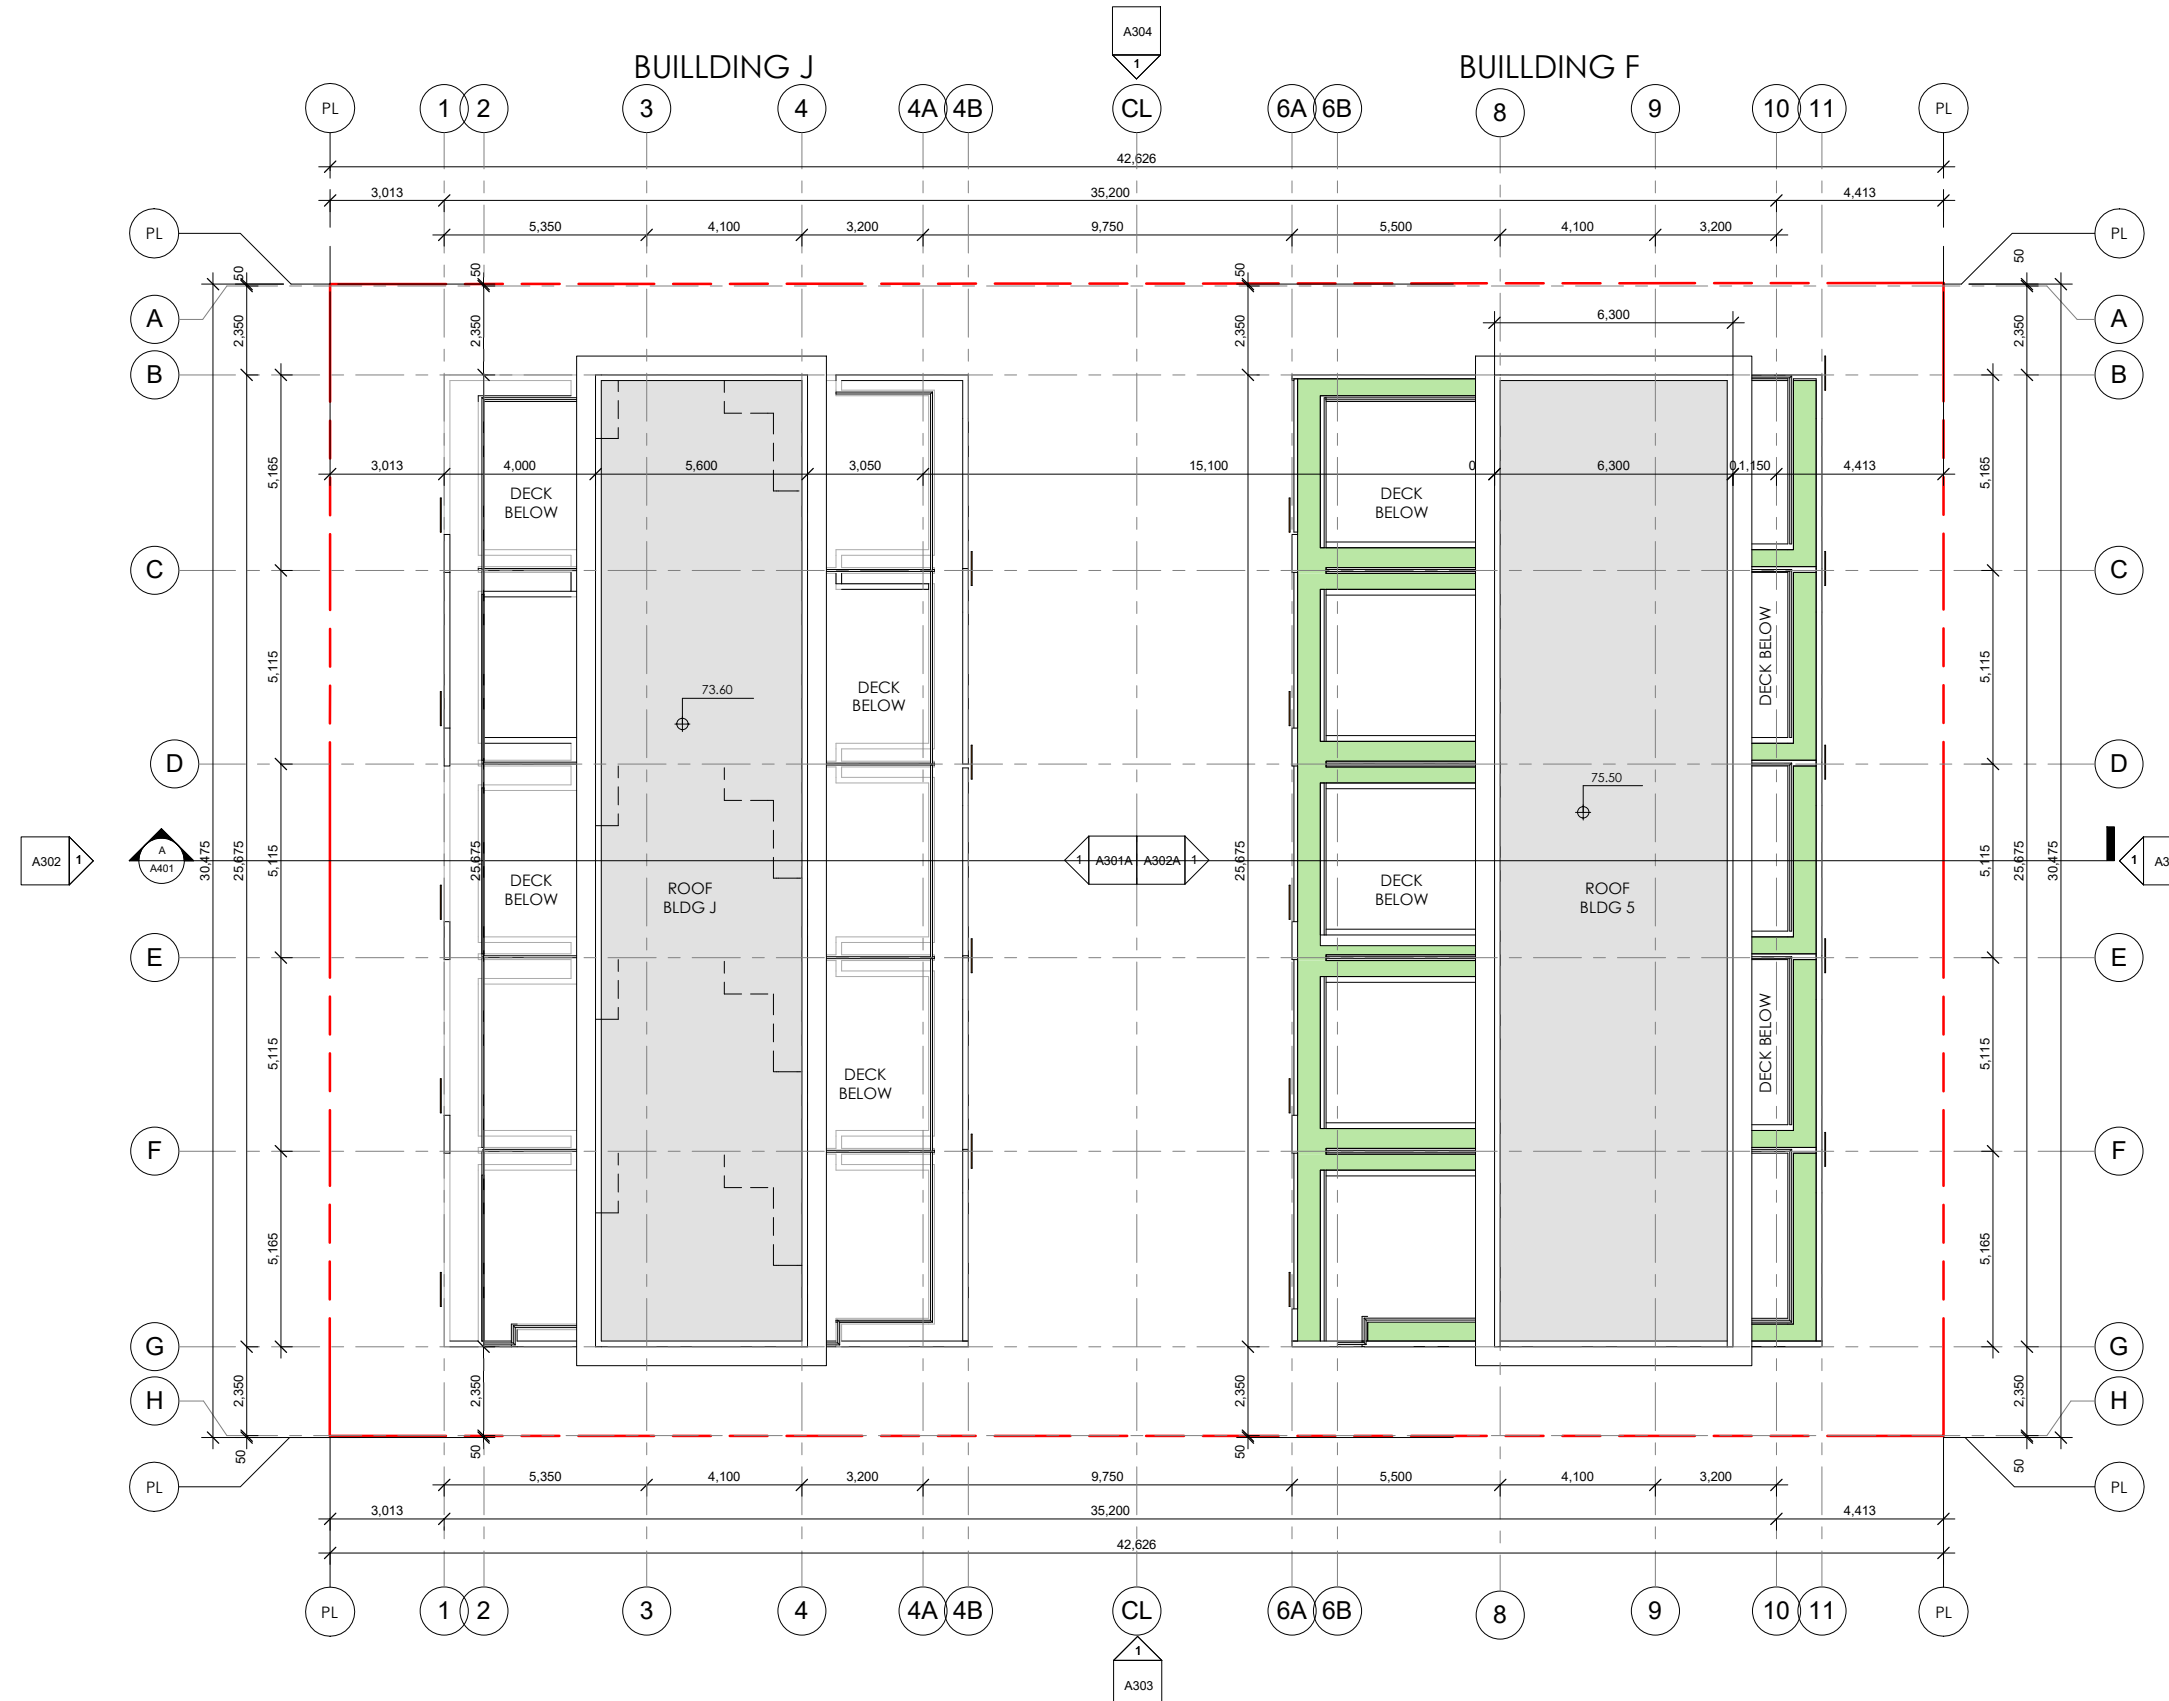 A304
1
BUILLDING J
BUILLDING F
PL 1 2 3 4 4A 4B CL 6A 6B 8 9 10 11 PL
42,626
3,013 35,200 4,413
5,350 4,100 3,200 9,750 5,500 4,100 3,200
PL PL
50 50 50 50
A A
2,350 2,350 2,350 2,350
6,300
B B
5,165 5,165
3,013 4,000 5,600 3,050 15,100 0 6,300 0 1,150 4,413
DECK
BELOW
DECK
BELOW
C C
5,115 5,115
DECK BELOW
73.60
DECK
BELOW
D D
75.50
A302 1
A
A401
30,475 25,675 5,115 25,675
1 A301A A302A 1
25,675 5,115 25,675 30,475
1 A3
DECK
BELOW
ROOF
BLDG J
DECK
BELOW
ROOF
BLDG 5
E E
5,115 5,115
DECK BELOW
DECK
BELOW
F F
5,165 5,165
G G
2,350 2,350 2,350 2,350
H H
50 50 50 50
PL PL
5,350 4,100 3,200 9,750 5,500 4,100 3,200
3,013 35,200 4,413
42,626
PL 1 2 3 4 4A 4B CL 6A 6B 8 9 10 11 PL
1
A303